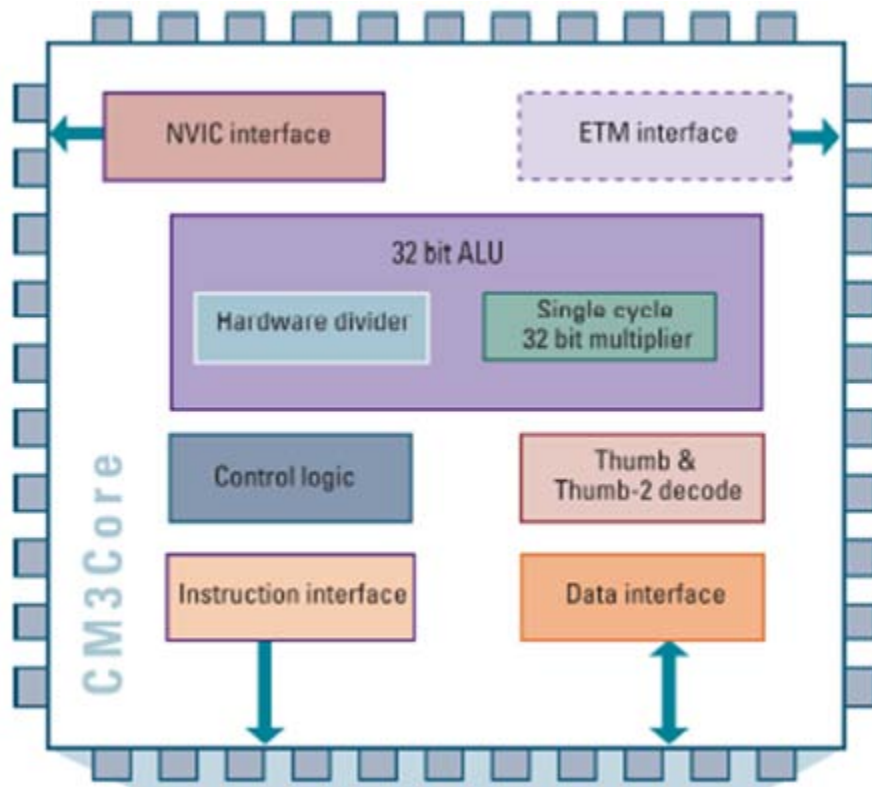 NVIC interface
ETM interface
32 bit ALU
Hardware divider
Single cycle
32 bit multiplier
Control logic
Thumb &
Thumb-2 decode
Instruction interface
Data interface
CM3Core